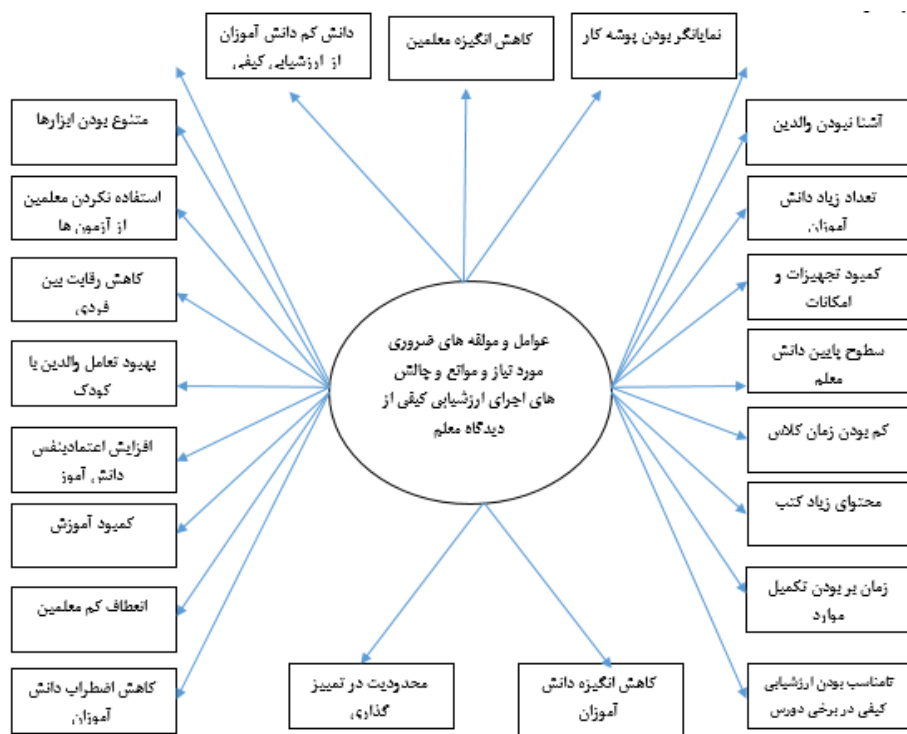 نمایانگر بودن پوشه کار
کاهش انگیزه معلمین
دانش کم دانش آموزان
از ارزشیابی کیفی
آشنا نبودن والدین
تعداد زیاد دانش
آموزان
کمبود تجهیزات و
امکانات
سطوح پایین دانش
معلم
کم بودن زمان کلاس
محتوای زیاد کتب
زمان بر بودن تکمیل
موارد
نامناسب بودن ارزشیابی
کیفی در برخی دورس
عوامل و مولفه های ضروری
مورد نیاز و موانع و چالش
های اجرای ارزشیابی کیفی از
دیدگاه معلم
متنوع بودن ابزارها
استفاده نکردن معلمین
از آزمون ها
کاهش رقابت بین
فردی
بهبود تعامل والدین با
کودک
افزایش اعتمادبنفس
دانش آموز
کمبود آموزش
انعطاف کم معلمین
کاهش اضطراب دانش
آموزان
محدودیت در تمییز
گذاری
کاهش انگیزه دانش
آموزان